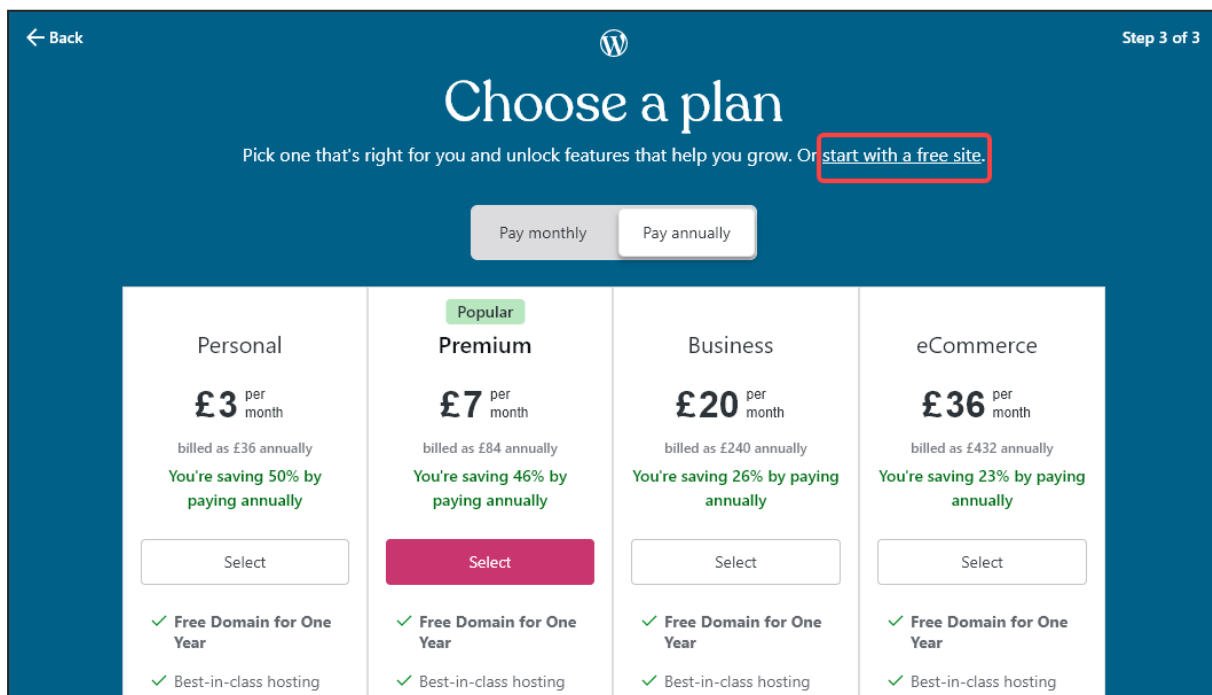 Back
Step 3 of 3
Choose a plan
Pick one that's right for you and unlock features that help you grow. Or start with a free site.
Pay monthly
Pay annually
Personal
£3 per month
billed as £36 annually
You're saving 50% by
paying annually
Select
Free Domain for One
Year
Best-in-class hosting
Popular
Premium
£7 per month
billed as £84 annually
You're saving 46% by
paying annually
Select
Free Domain for One
Year
Best-in-class hosting
Business
£20 per month
billed as £240 annually
You're saving 26% by paying
annually
Select
Free Domain for One
Year
Best-in-class hosting
eCommerce
£36 per month
billed as £432 annually
You're saving 23% by paying
annually
Select
Free Domain for One
Year
Best-in-class hosting